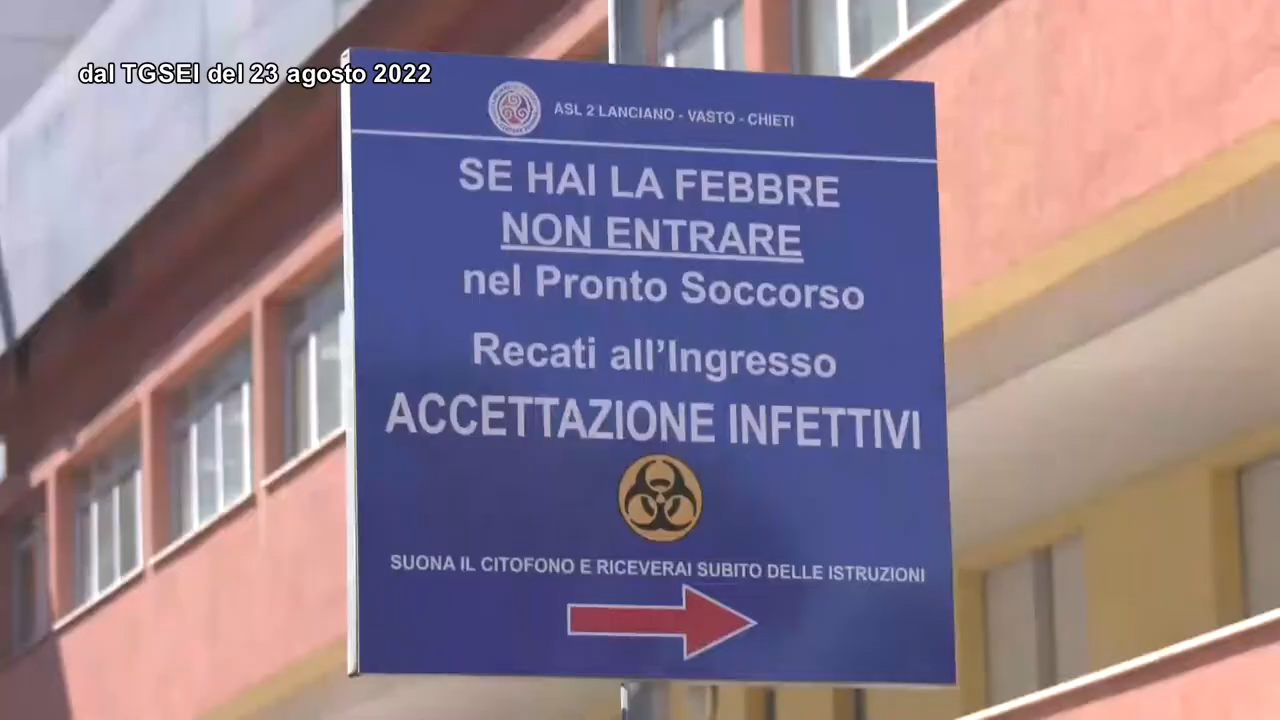 dal TGSEI del 23 agosto 2022
ASL 2 LANCIANO - VASTO - CHIETI
SE HAI LA FEBBRE
NON ENTRARE
nel Pronto Soccorso
Recati all'Ingresso
ACCETTAZIONE INFETTIVI
SUONA IL CITOFONO E RICEVERAI SUBITO DELLE ISTRUZIONI